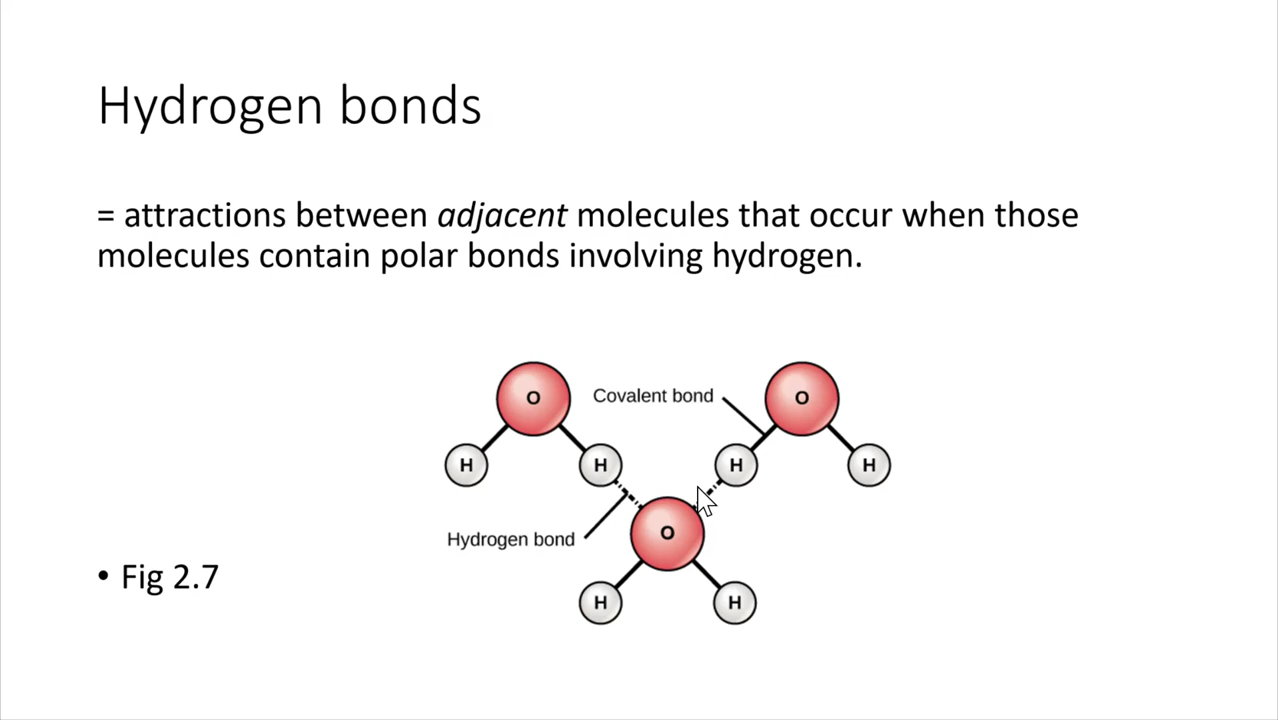 Hydrogen bonds
= attractions between adjacent molecules that occur when those
molecules contain polar bonds involving hydrogen.
O
Covalent bond
O
H
H
H
H
O
Hydrogen bond
• Fig 2.7
H
H